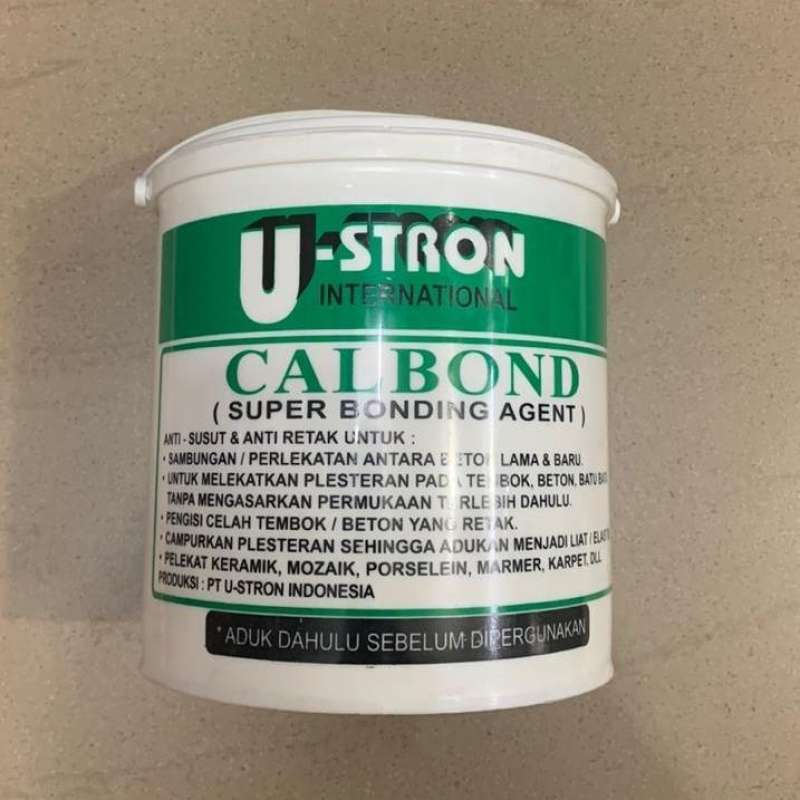 U-STRON
INTERNATIONAL
CALBOND
( SUPER BONDING AGENT )
ANTI - SUSUT & ANTI RETAK UNTUK :
• SAMBUNGAN / PERLEKATAN ANTARA BETON LAMA & BARU.
• UNTUK MELEKATKAN PLESTERAN PADA TEMBOK, BETON, BATU BATA
TANPA MENGASARKAN PERMUKAAN TERLEBIH DAHULU.
• PENGISI CELAH TEMBOK / BETON YANG RETAK.
• CAMPURKAN PLESTERAN SEHINGGA ADUKAN MENJADI LIAT /
• PELEKAT KERAMIK, MOZAIK, PORSELEIN, MARMER, KARPET, DLL.
PRODUKSI : PT U-STRON INDONESIA
* ADUK DAHULU SEBELUM DIPERGUNAKAN